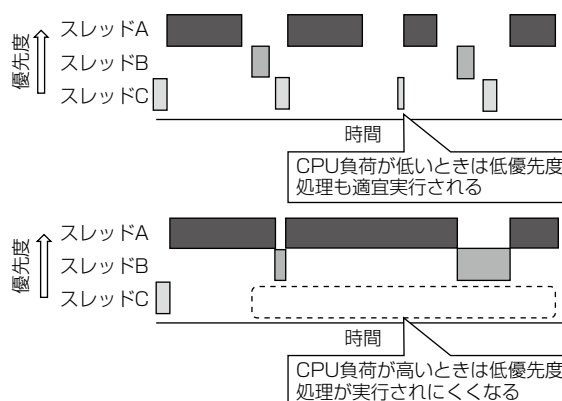 優先度
スレッドA
スレッドB
スレッドC
時間
CPU負荷が低いときは低優先度
処理も適宜実行される
優先度
スレッドA
スレッドB
スレッドC
時間
CPU負荷が高いときは低優先度
処理が実行されにくくなる